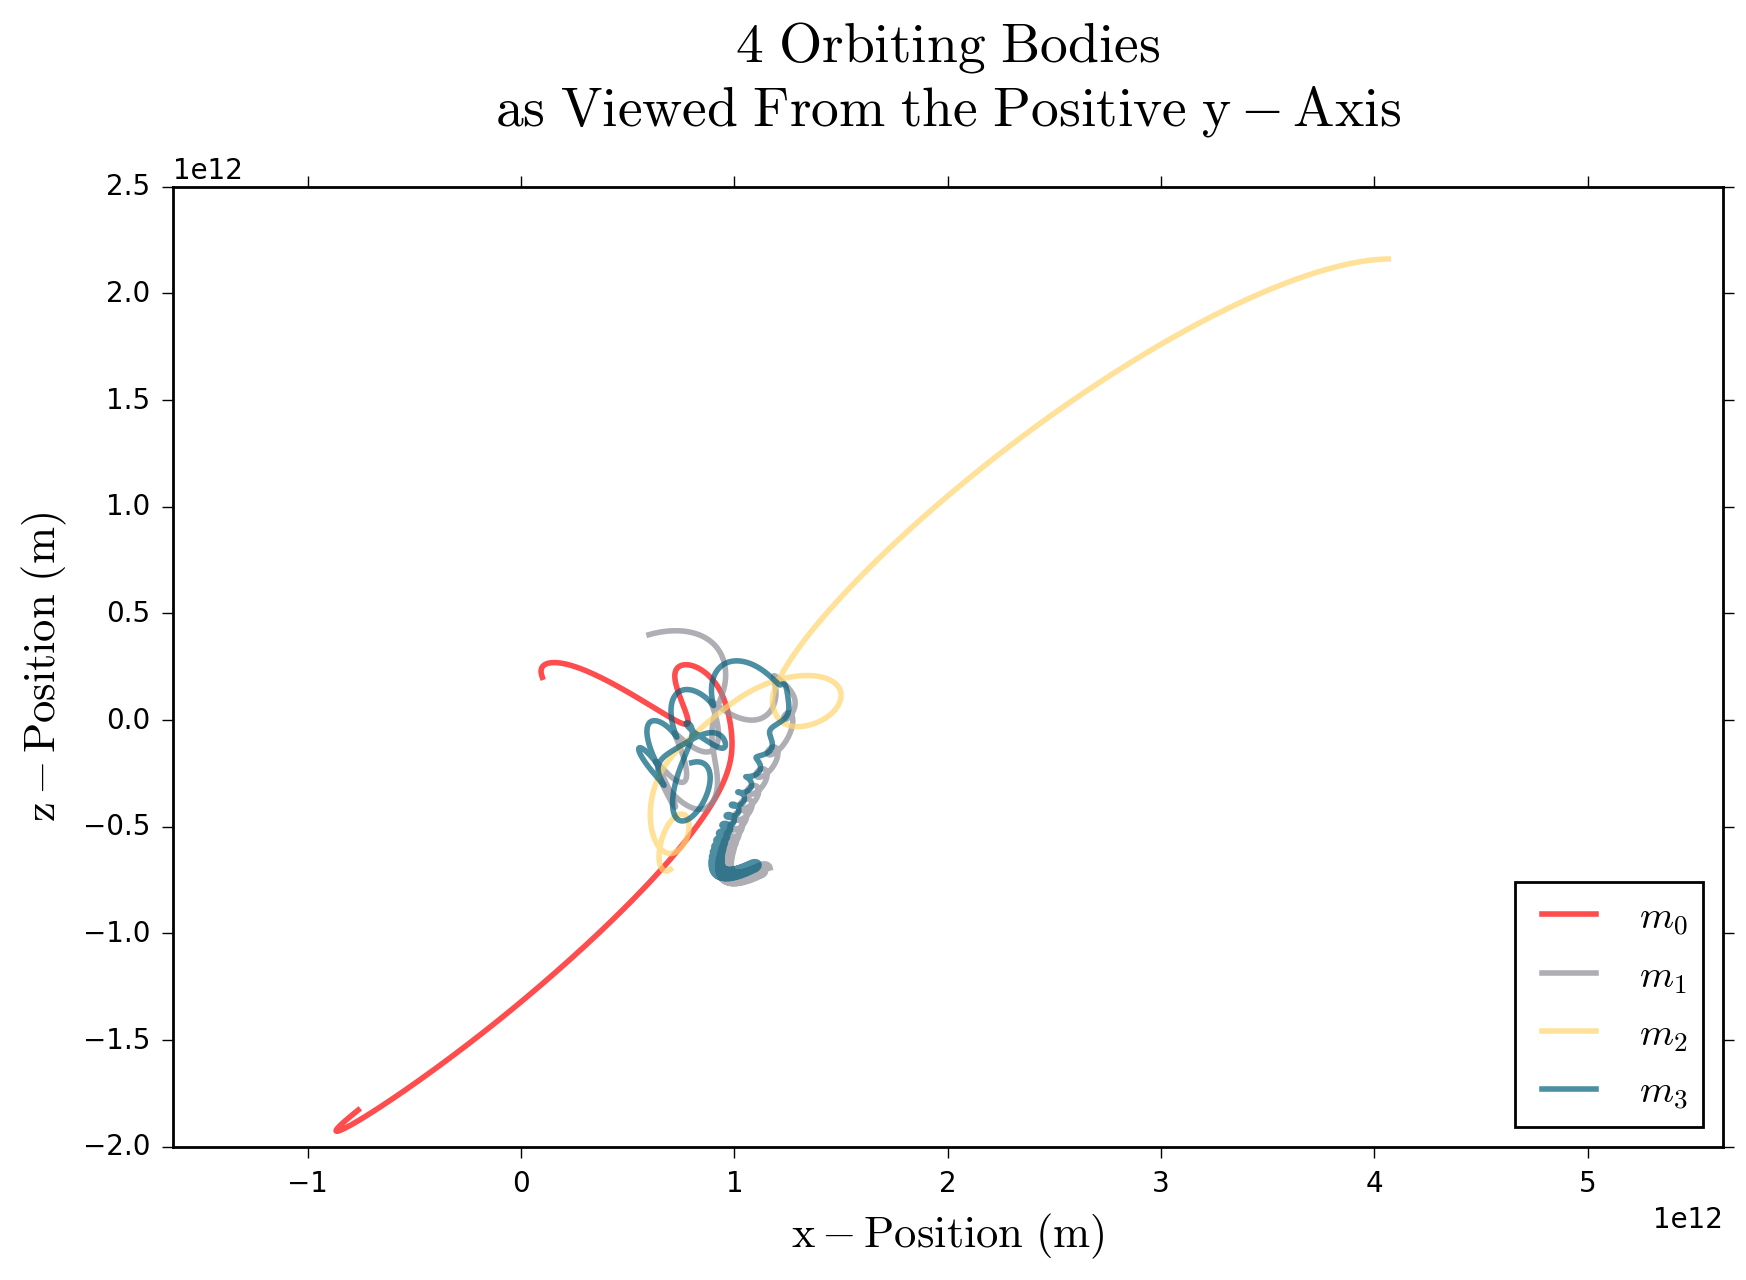 4 Orbiting Bodies
as Viewed From the Positive y − Axis
1e12
2.5
2.0
1.5
1.0
0.5
0.0
−0.5
−1.0
−1.5
−2.0
z − Position (m)
m₀
m₁
m₂
m₃
−1 0 1 2 3 4 5
1e12
x − Position (m)